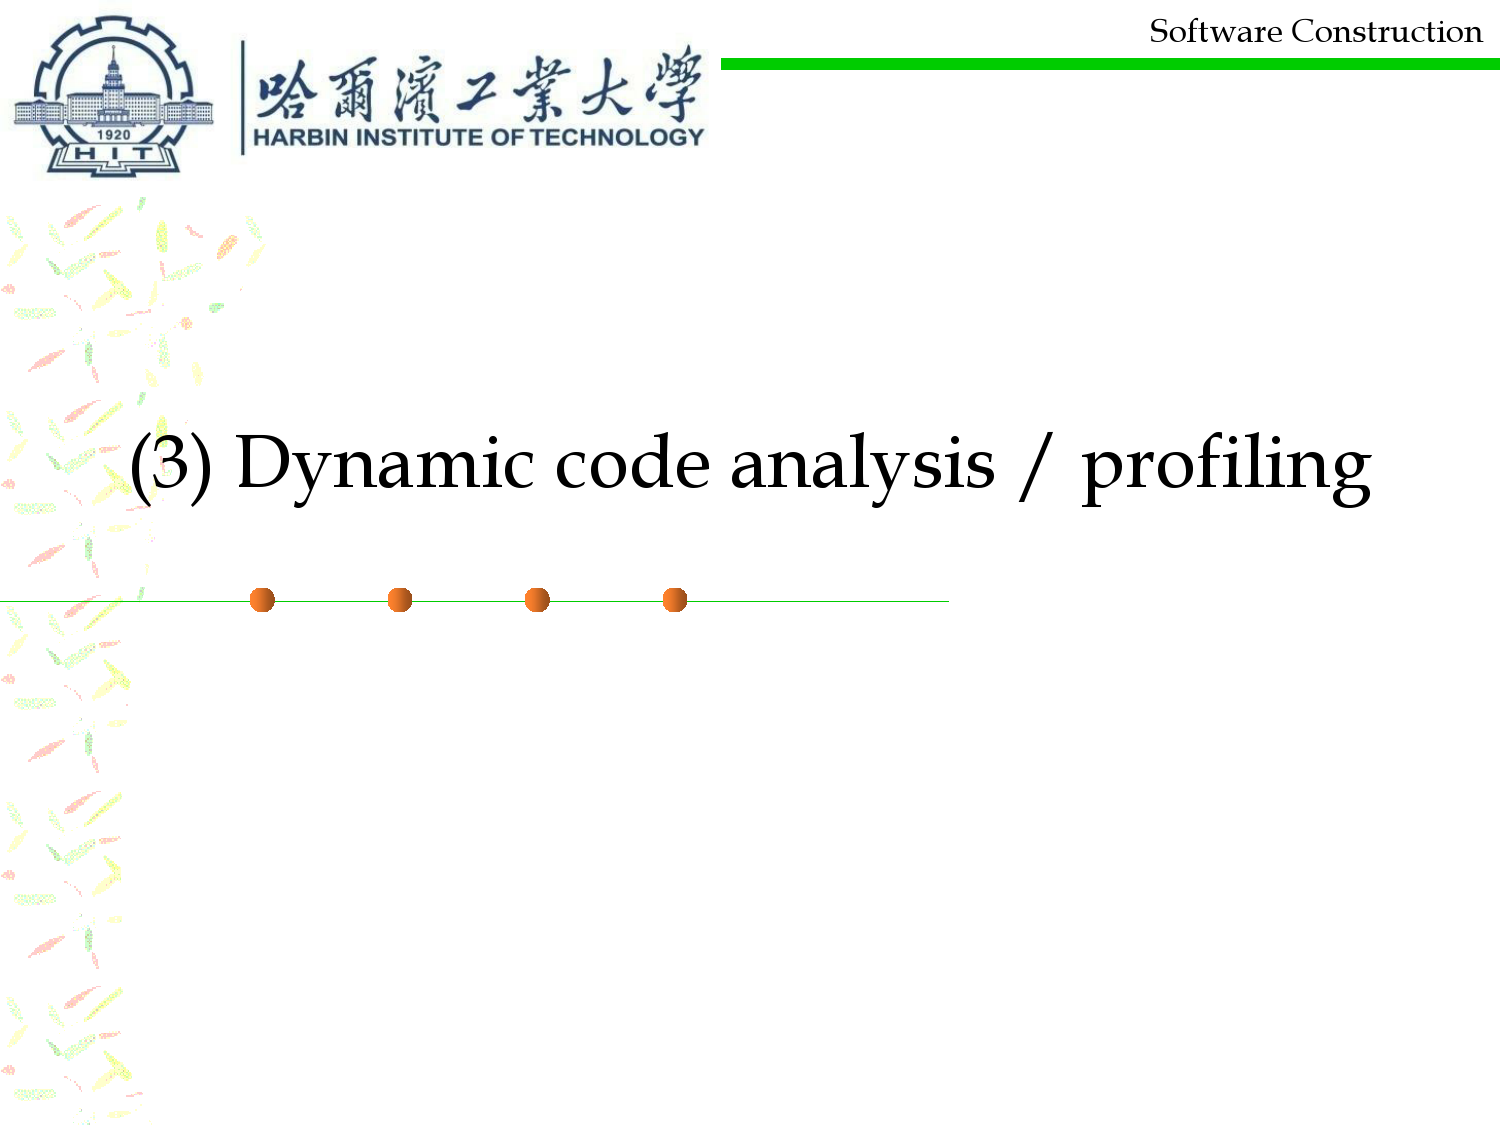 Software Construction
哈爾濱工業大學
HARBIN INSTITUTE OF TECHNOLOGY
1920
HIT
(3) Dynamic code analysis / profiling